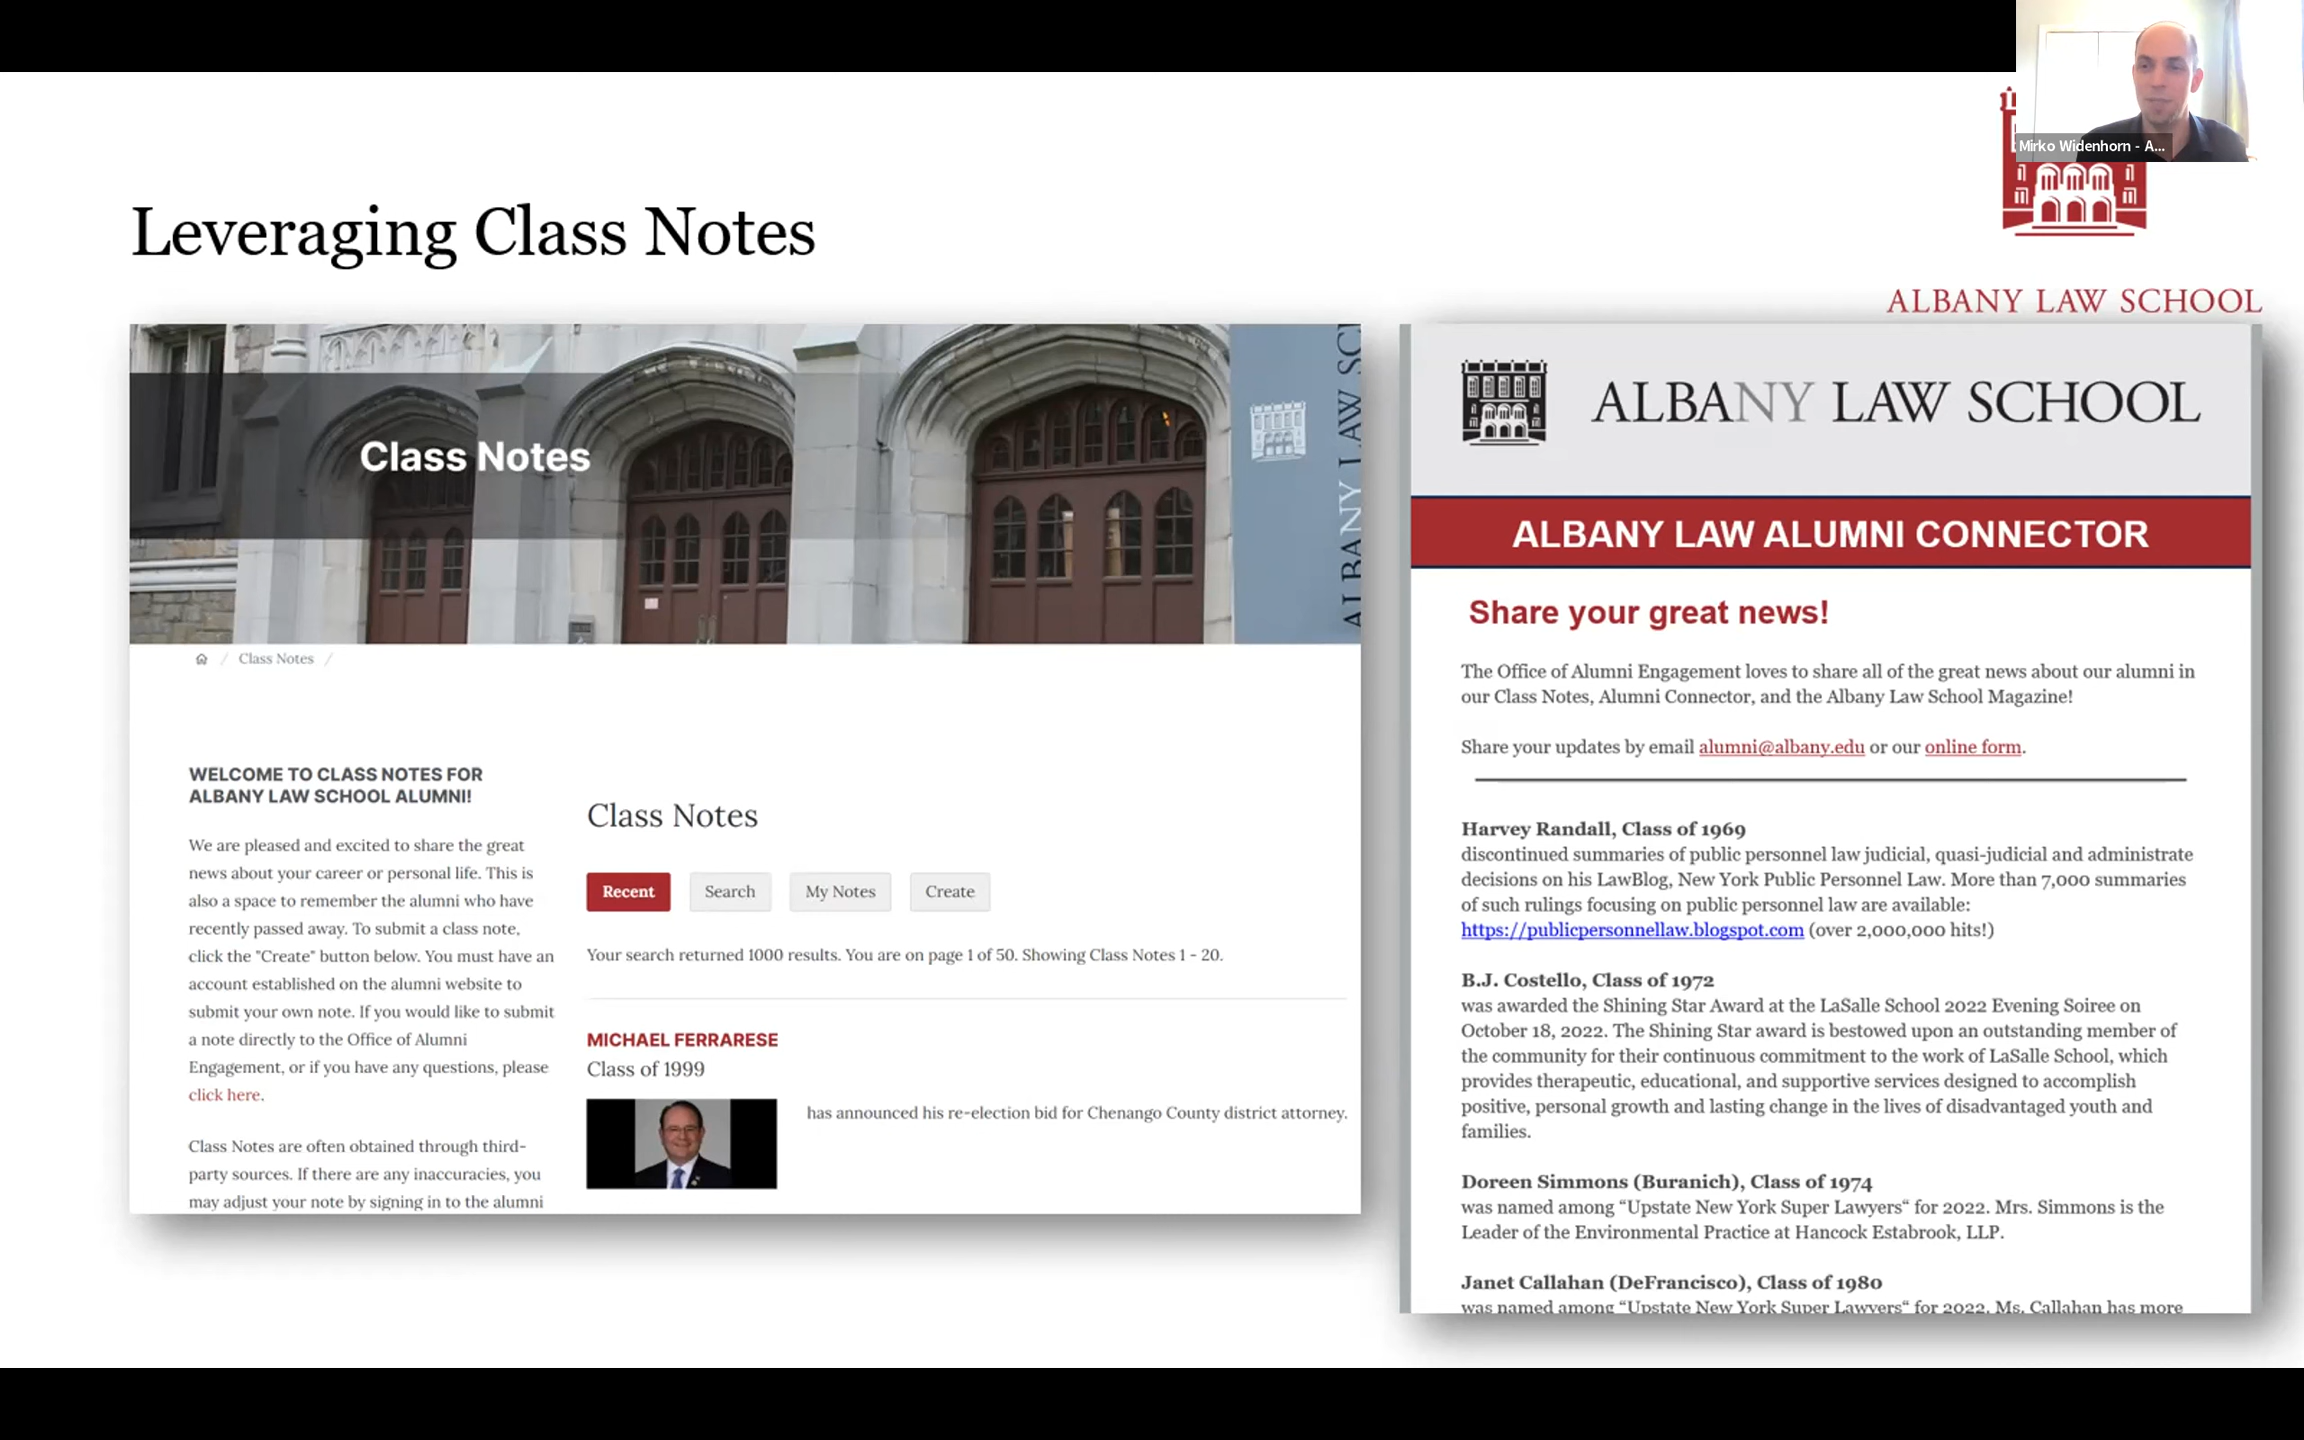 Mirko Widenhorn - A...
Leveraging Class Notes
ALBANY LAW SCHOOL
Class Notes
ALBANY LAW SC
Class Notes
WELCOME TO CLASS NOTES FOR
ALBANY LAW SCHOOL ALUMNI!
We are pleased and excited to share the great
news about your career or personal life. This is
also a space to remember the alumni who have
recently passed away. To submit a class note,
click the "Create" button below. You must have an
account established on the alumni website to
submit your own note. If you would like to submit
a note directly to the Office of Alumni
Engagement, or if you have any questions, please
click here.
Class Notes are often obtained through third-
party sources. If there are any inaccuracies, you
may adjust your note by signing in to the alumni
Class Notes
Recent
Search
My Notes
Create
Your search returned 1000 results. You are on page 1 of 50. Showing Class Notes 1 - 20.
MICHAEL FERRARESE
Class of 1999
has announced his re-election bid for Chenango County district attorney.
ALBANY LAW SCHOOL
ALBANY LAW ALUMNI CONNECTOR
Share your great news!
The Office of Alumni Engagement loves to share all of the great news about our alumni in
our Class Notes, Alumni Connector, and the Albany Law School Magazine!
Share your updates by email alumni@albany.edu or our online form.
Harvey Randall, Class of 1969
discontinued summaries of public personnel law judicial, quasi-judicial and administrate
decisions on his LawBlog, New York Public Personnel Law. More than 7,000 summaries
of such rulings focusing on public personnel law are available:
https://publicpersonnellaw.blogspot.com (over 2,000,000 hits!)
B.J. Costello, Class of 1972
was awarded the Shining Star Award at the LaSalle School 2022 Evening Soiree on
October 18, 2022. The Shining Star award is bestowed upon an outstanding member of
the community for their continuous commitment to the work of LaSalle School, which
provides therapeutic, educational, and supportive services designed to accomplish
positive, personal growth and lasting change in the lives of disadvantaged youth and
families.
Doreen Simmons (Buranich), Class of 1974
was named among “Upstate New York Super Lawyers“ for 2022. Mrs. Simmons is the
Leader of the Environmental Practice at Hancock Estabrook, LLP.
Janet Callahan (DeFrancisco), Class of 1980
was named among “Upstate New York Super Lawyers“ for 2022. Ms. Callahan has more